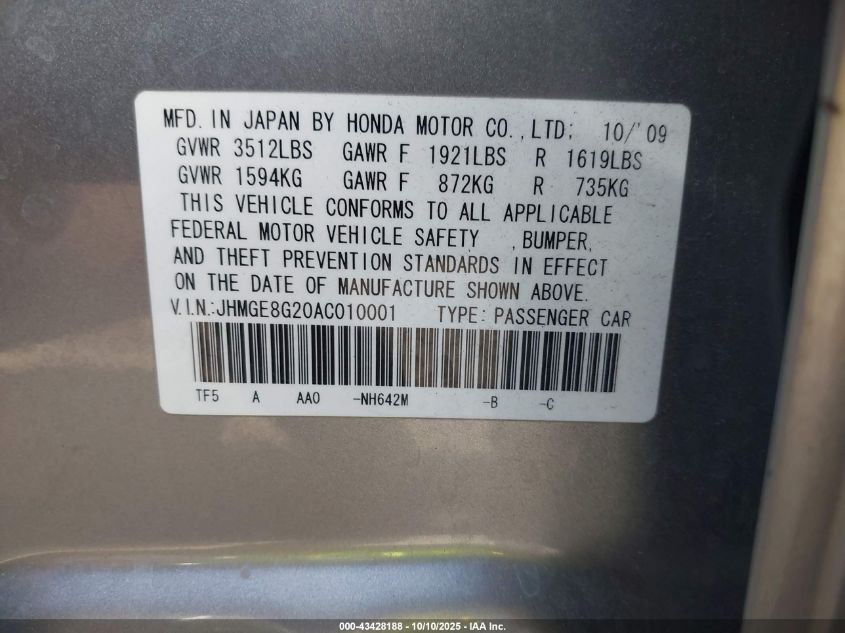 MFD. IN JAPAN BY HONDA MOTOR CO., LTD; 10/'09
GVWR 3512LBS GAWR F 1921LBS R 1619LBS
GVWR 1594KG GAWR F 872KG R 735KG
THIS VEHICLE CONFORMS TO ALL APPLICABLE
FEDERAL MOTOR VEHICLE SAFETY , BUMPER,
AND THEFT PREVENTION STANDARDS IN EFFECT
ON THE DATE OF MANUFACTURE SHOWN ABOVE.
V.I.N.:JHMGE8G20AC010001 TYPE: PASSENGER CAR
TF5 A AA0 -NH642M -B -C
000-43428188 - 10/10/2025 - IAA Inc.